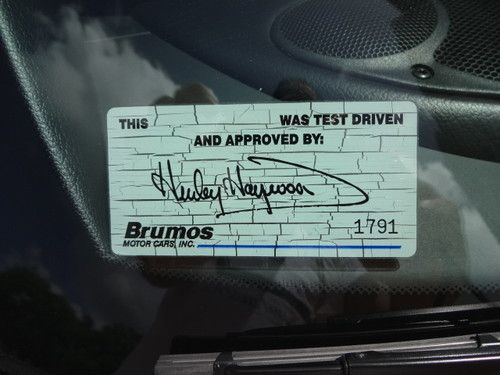 THIS WAS TEST DRIVEN
AND APPROVED BY:
Hurley Haywood
Brumos 1791
MOTOR CARS, INC.